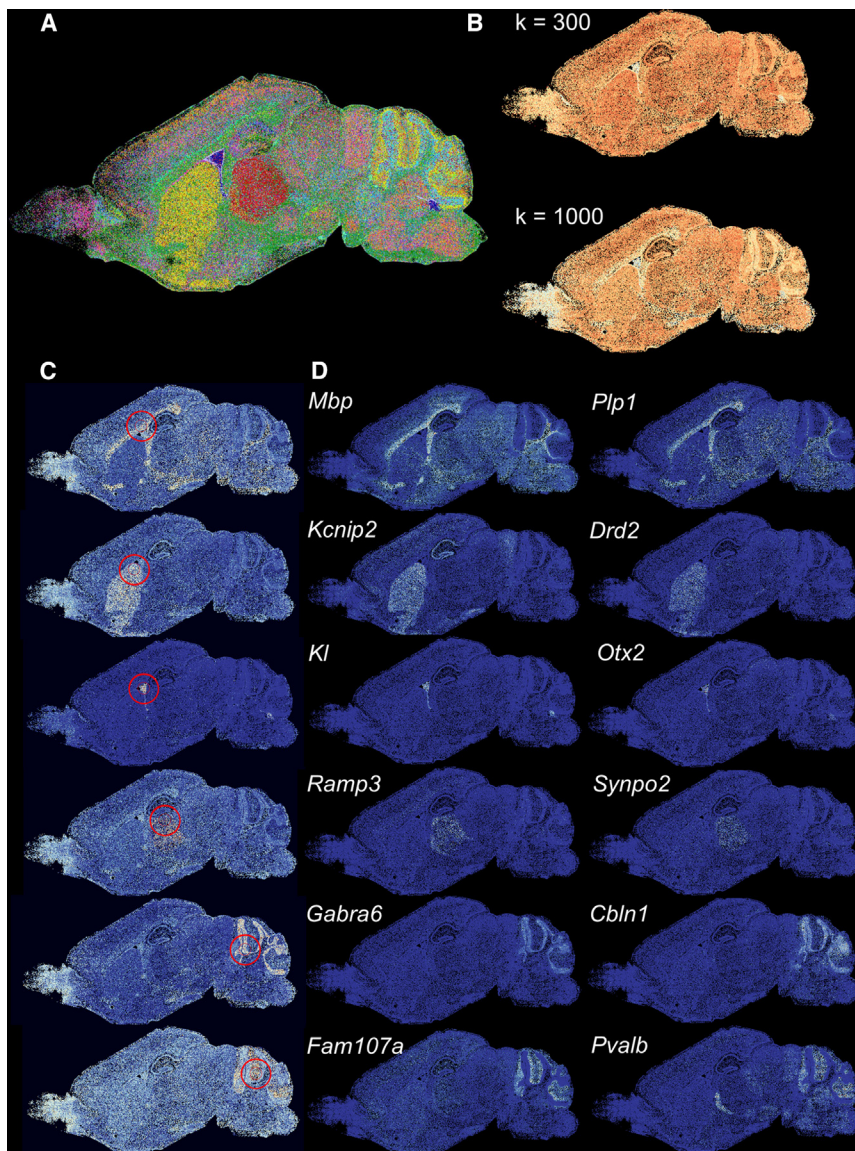 A
B
k = 300
k = 1000
C
D
Mbp
Plp1
Kcnip2
Drd2
Kl
Otx2
Ramp3
Synpo2
Gabra6
Cbln1
Fam107a
Pvalb